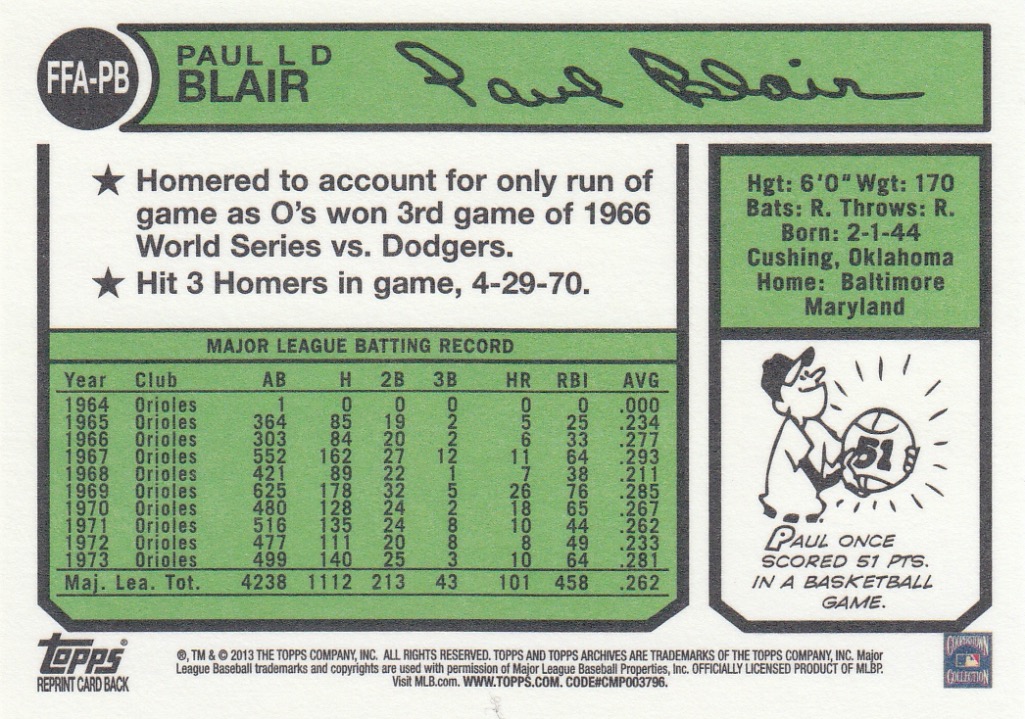 FFA-PB
PAUL L D
BLAIR
Paul Blair
★ Homered to account for only run of
game as O's won 3rd game of 1966
World Series vs. Dodgers.
★ Hit 3 Homers in game, 4-29-70.
MAJOR LEAGUE BATTING RECORD
Year Club AB H 2B 3B HR RBI AVG
1964 Orioles 1 0 0 0 0 0 .000
1965 Orioles 364 85 19 2 5 25 .234
1966 Orioles 303 84 20 2 6 33 .277
1967 Orioles 552 162 27 12 11 64 .293
1968 Orioles 421 89 22 1 7 38 .211
1969 Orioles 625 178 32 5 26 76 .285
1970 Orioles 480 128 24 2 18 65 .267
1971 Orioles 516 135 24 8 10 44 .262
1972 Orioles 477 111 20 8 8 49 .233
1973 Orioles 499 140 25 3 10 64 .281
Maj. Lea. Tot. 4238 1112 213 43 101 458 .262
Hgt: 6'0" Wgt: 170
Bats: R. Throws: R.
Born: 2-1-44
Cushing, Oklahoma
Home: Baltimore
Maryland
51
PAUL ONCE
SCORED 51 PTS.
IN A BASKETBALL
GAME.
Topps®
REPRINT CARD BACK
®, TM & © 2013 THE TOPPS COMPANY, INC. ALL RIGHTS RESERVED. TOPPS AND TOPPS ARCHIVES ARE TRADEMARKS OF THE TOPPS COMPANY, INC. Major
League Baseball trademarks and copyrights are used with permission of Major League Baseball Properties, Inc. OFFICIALLY LICENSED PRODUCT OF MLBP.
Visit MLB.com. WWW.TOPPS.COM. CODE#CMP003796.
COOPERSTOWN
COLLECTION